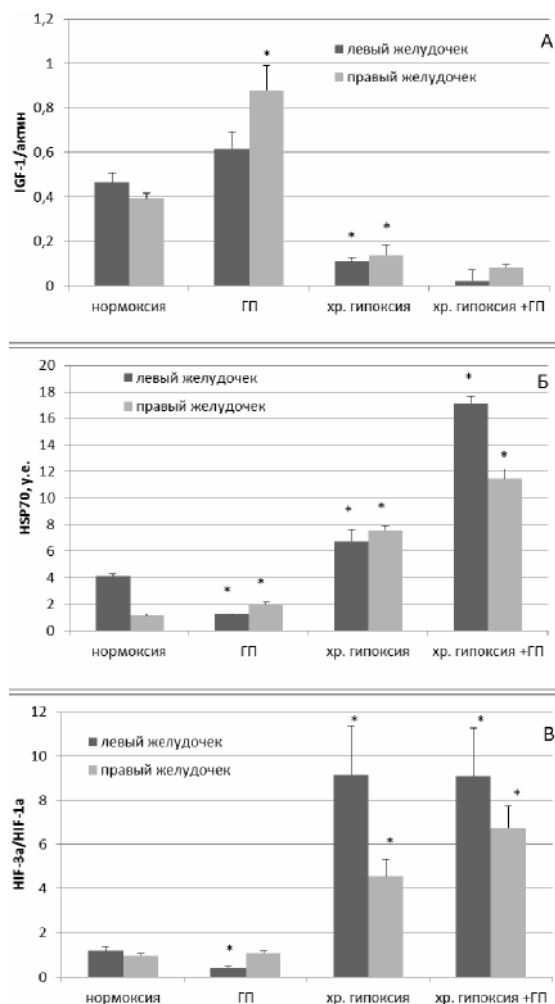 А
1,2
1
0,8
0,6
0,4
0,2
0
IGF-1/актин
*
левый желудочек
правый желудочек
* *
нормоксия ГП хр. гипоксия хр. гипоксия +ГП
Б
20
18
16
14
12
10
8
6
4
2
0
HSP70, у.е.
левый желудочек
правый желудочек
* * * * * *
нормоксия ГП хр. гипоксия хр. гипоксия +ГП
В
12
10
8
6
4
2
0
HIF-3a/HIF-1a
левый желудочек
правый желудочек
* * * * +
нормоксия ГП хр. гипоксия хр. гипоксия +ГП